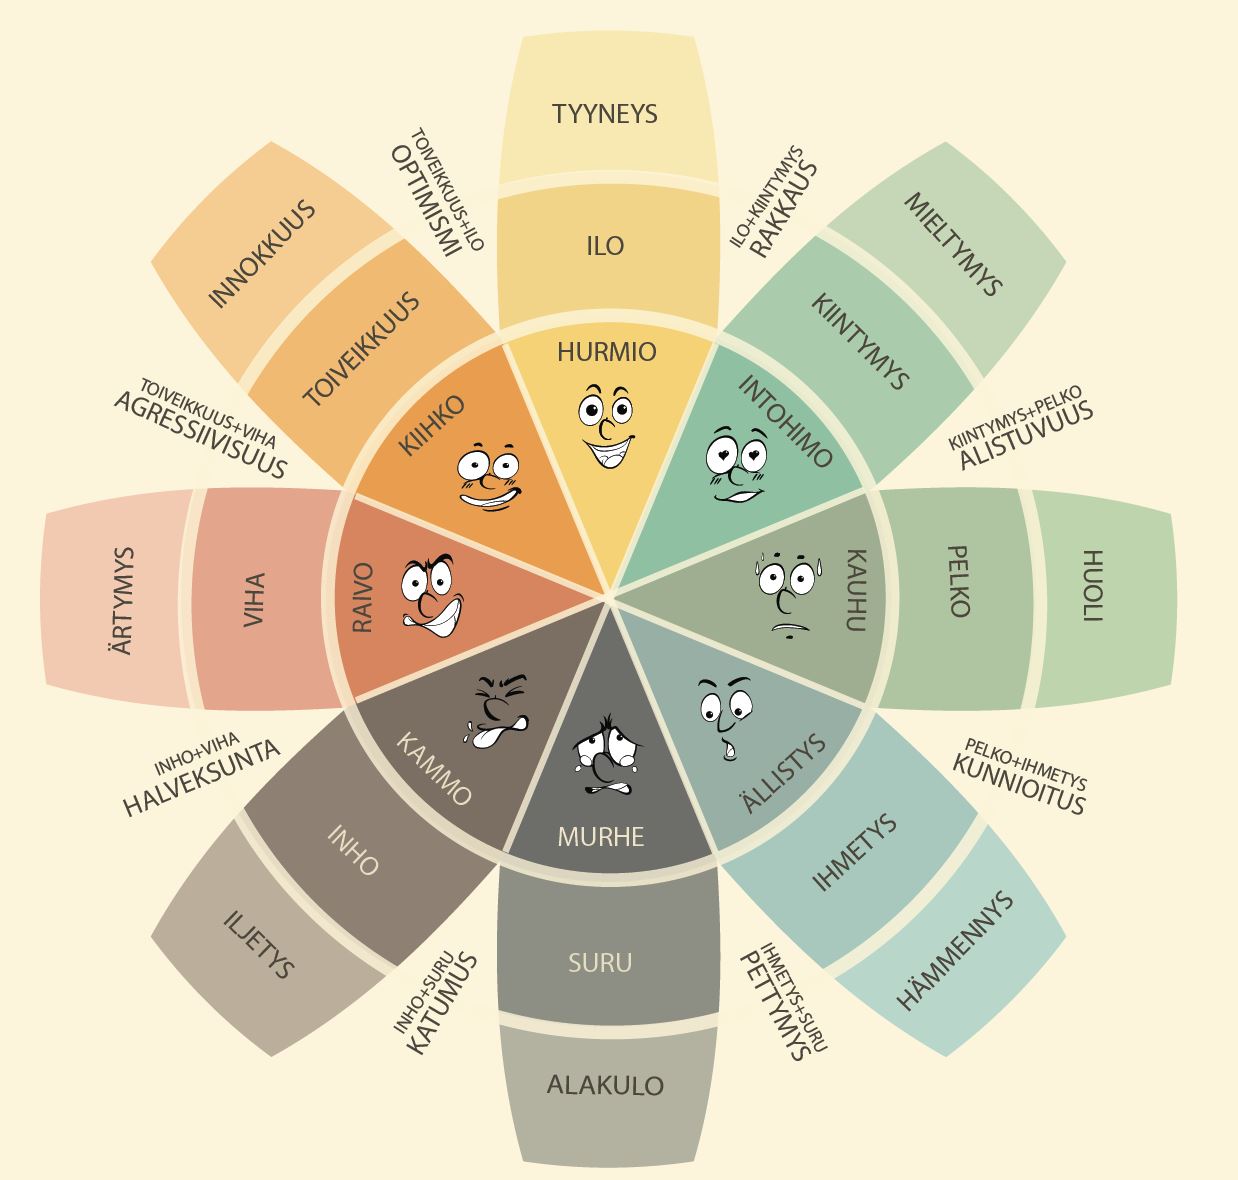 TYYNEYS
ILO
HURMIO
ILO+KIINTYMYS
RAKKAUS
MIELTYMYS
KIINTYMYS
INTOHIMO
KIINTYMYS+PELKO
ALISTUVUUS
HUOLI
PELKO
KAUHU
PELKO+IHMETYS
KUNNIOITUS
HÄMMENNYS
IHMETYS
ÄLLISTYS
IHMETYS+SURU
PETTYMYS
ALAKULO
SURU
MURHE
INHO+SURU
KATUMUS
ILJETYS
INHO
KAMMO
INHO+VIHA
HALVEKSUNTA
ÄRTYMYS
VIHA
RAIVO
TOIVEIKKUUS+VIHA
AGRESSIIVISUUS
INNOKKUUS
TOIVEIKKUUS
KIIHKO
TOIVEIKKUUS+ILO
OPTIMISMI